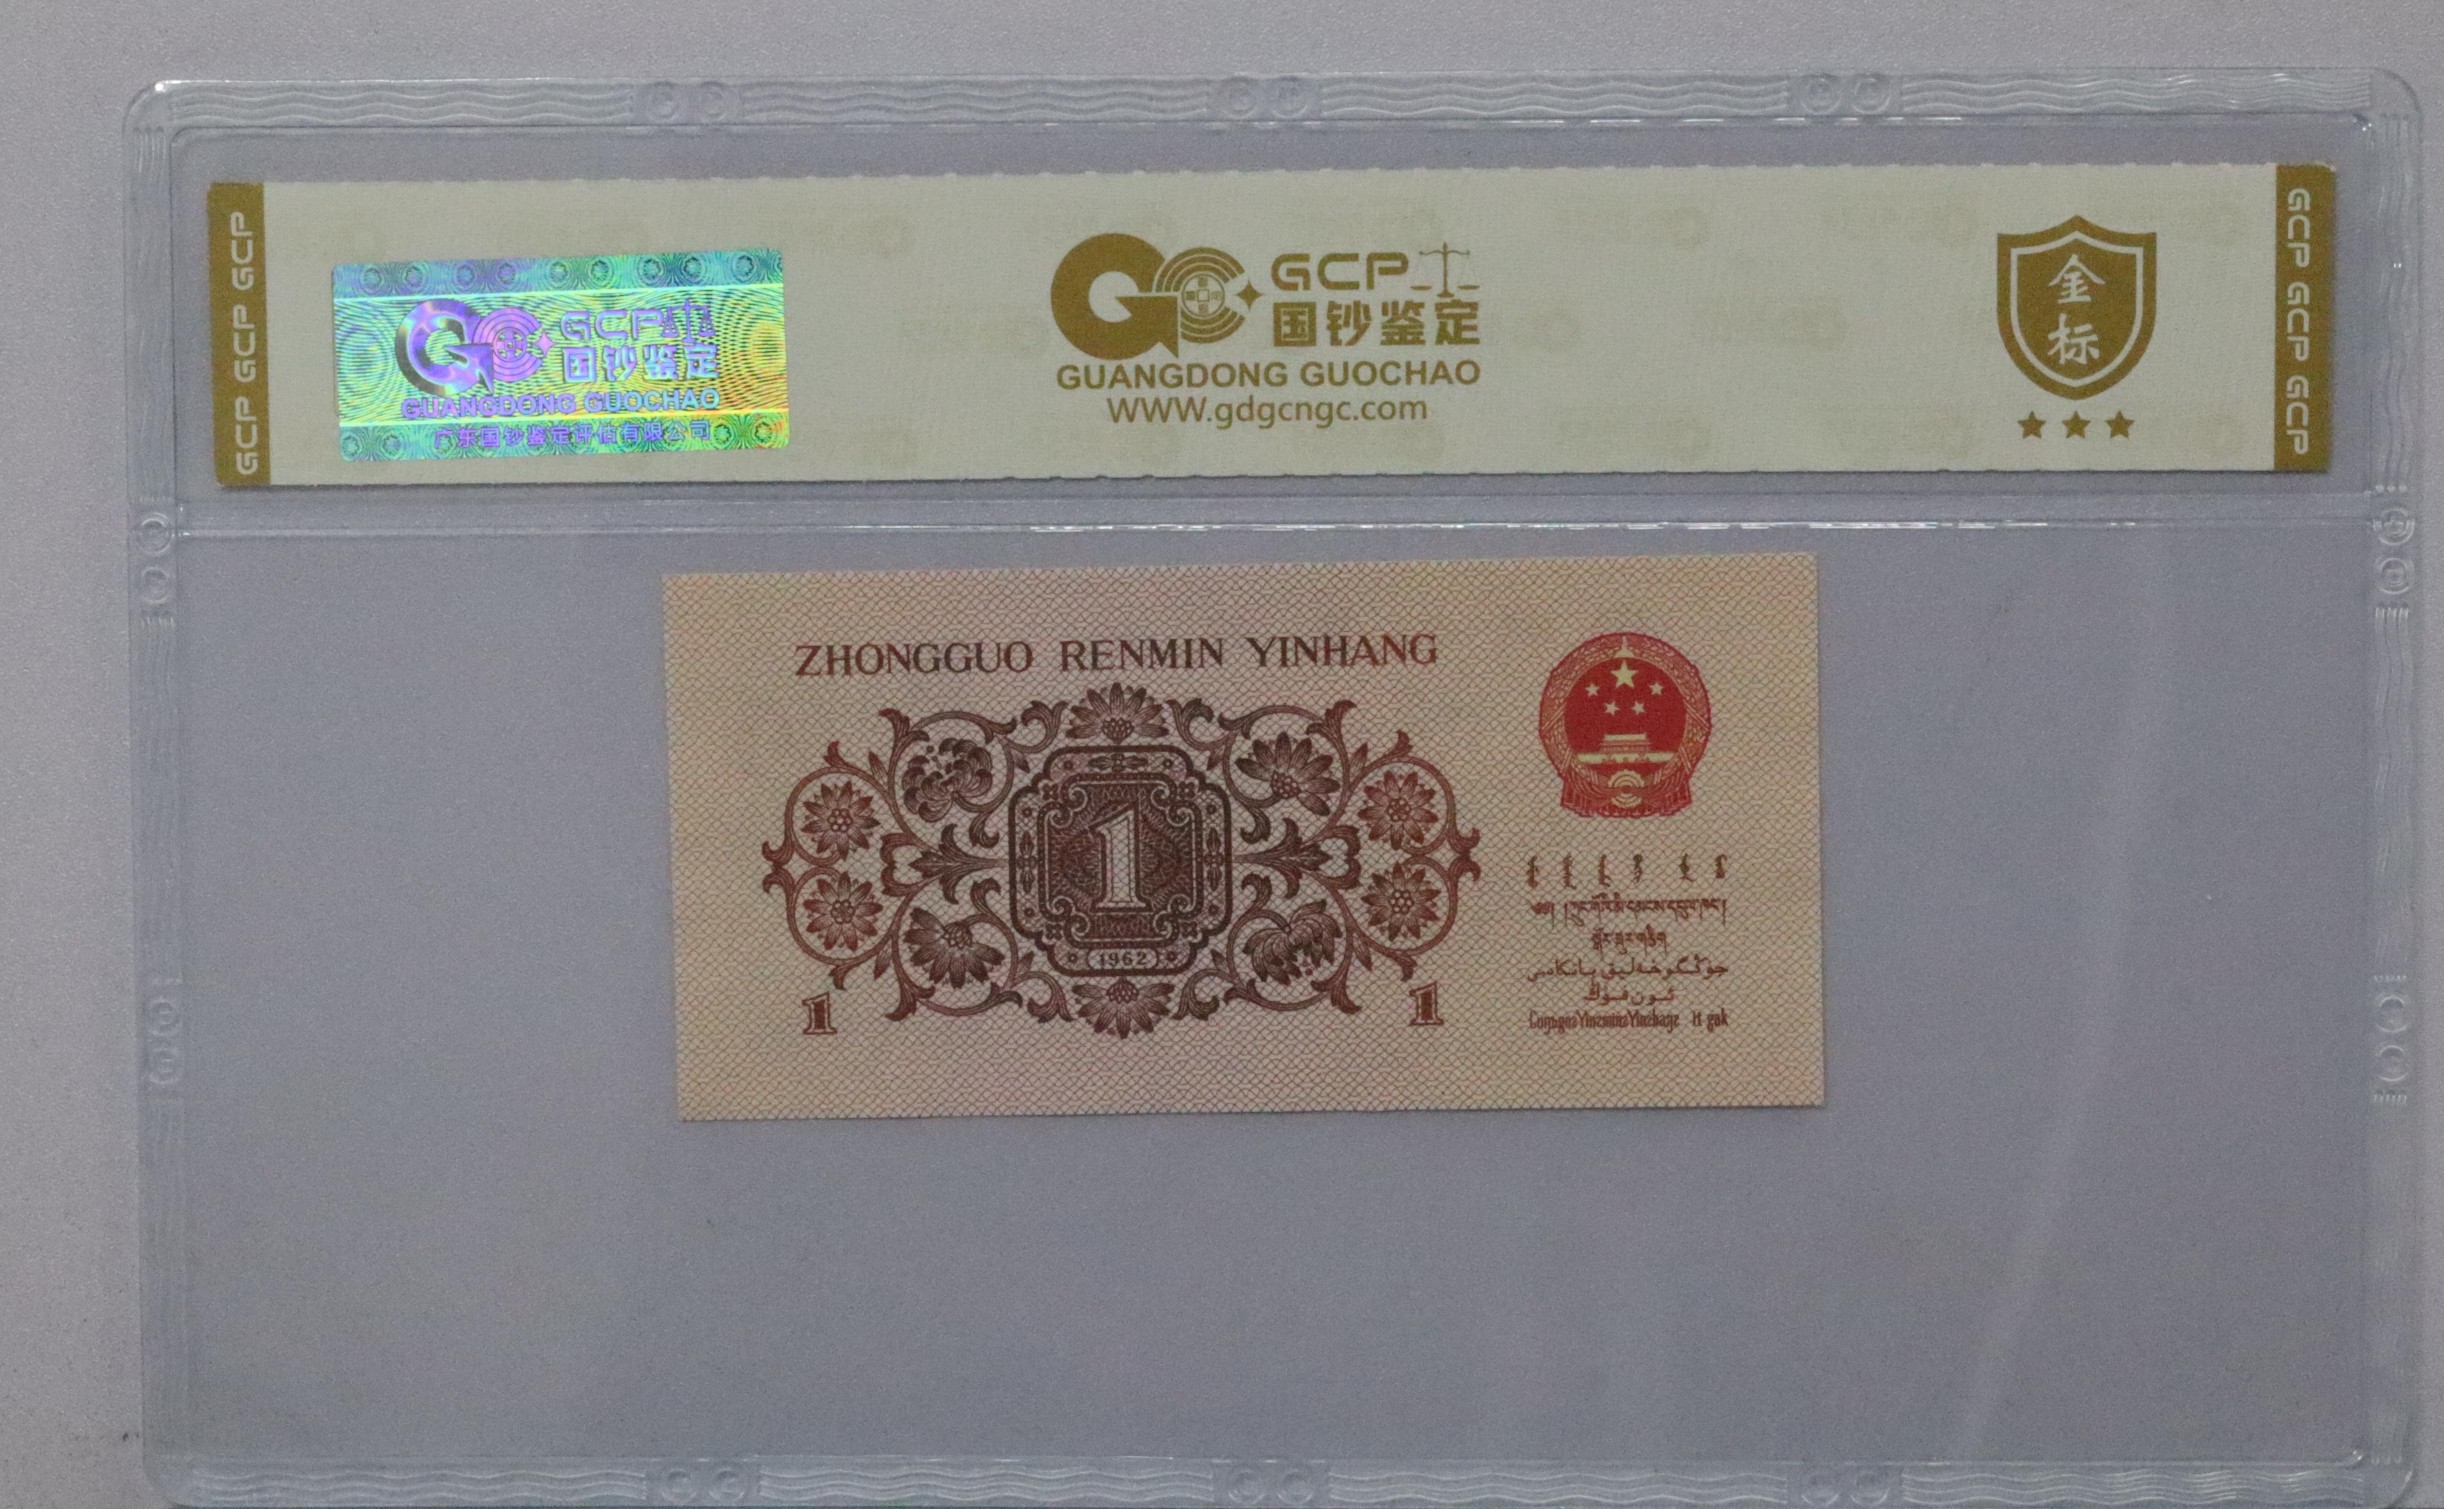 GCP GCP GCP
GCP
国钞鉴定
GUANGDONG GUOCHAO
广东国钞鉴定评估有限公司
GCP
国钞鉴定
GUANGDONG GUOCHAO
WWW.gdgcngc.com
金
标
GCP GCP GCP
ZHONGGUO RENMIN YINHANG
1
1962
1
1